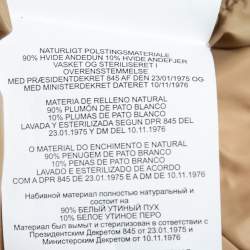 NATURLIGT POLSTINGSMATERIALE
90% HVIDE ANDEDUN 10% HVIDE ANDEFJER
VASKET OG STERILISERET I
OVERENSSTEMMELSE
MED PRÆSIDENTDEKRET 845 AF DEN 23/01/1975 OG
MED MINISTERDEKRET DATERET 10/11/1976
MATERIA DE RELLENO NATURAL
90% PLUMÓN DE PATO BLANCO
10% PLUMAS DE PATO BLANCO
LAVADA Y ESTERILIZADA SEGUN DPR 845 DEL
23.01.1975 Y DM DEL 10.11.1976
O MATERIAL DO ENCHIMENTO E NATURAL
90% PENUGEM DE PATO BRANCO
10% PENAS DE PATO BRANCO
LAVADO E ESTERILIZADO DE ACORDO
COM A DPR 845 DE 23.01.1975 E A DM DE 10.11.1976
Набивной материал полностью натуральный и
состоит на
90% БЕЛЫЙ УТИНЫЙ ПУХ
10% БЕЛОЕ УТИНОЕ ПЕРО
Материал был вымыт и стерилизован в соответствии с
Президентским Декретом 845 от 23.01.1975 и
Министерским Декретом от 10.11.1976